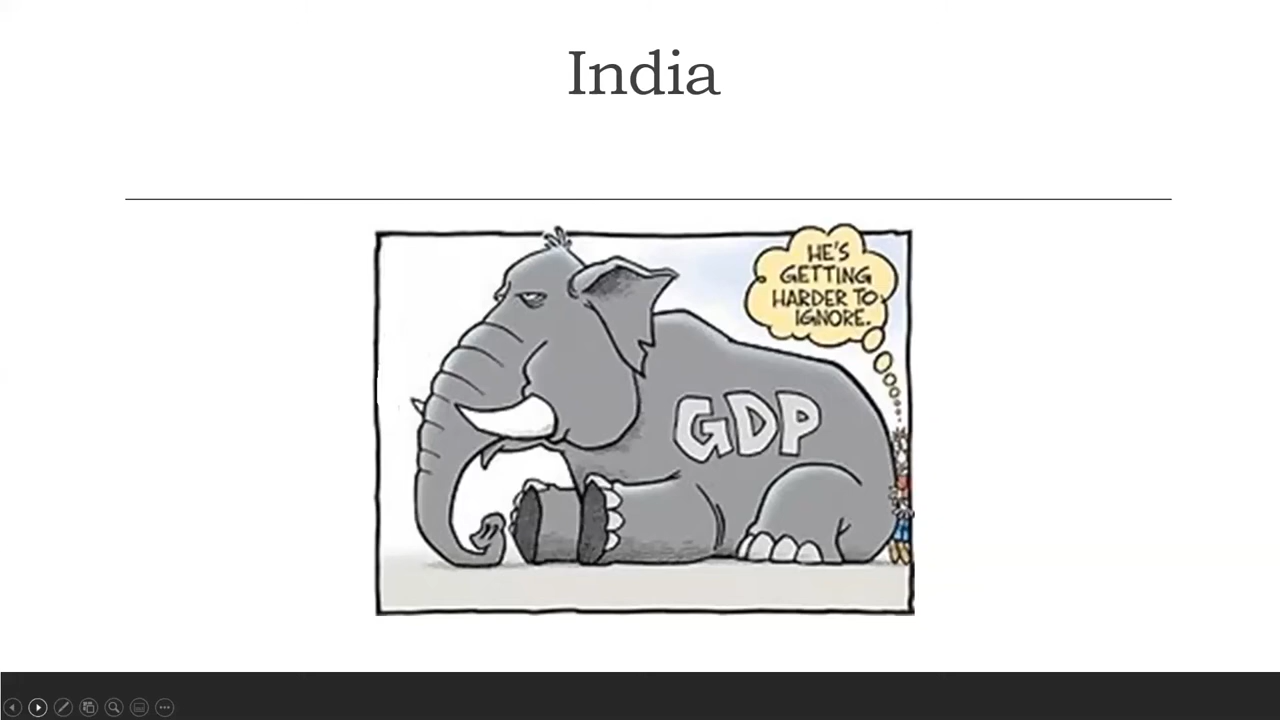 India
HE'S
GETTING
HARDER TO
IGNORE.
GDP